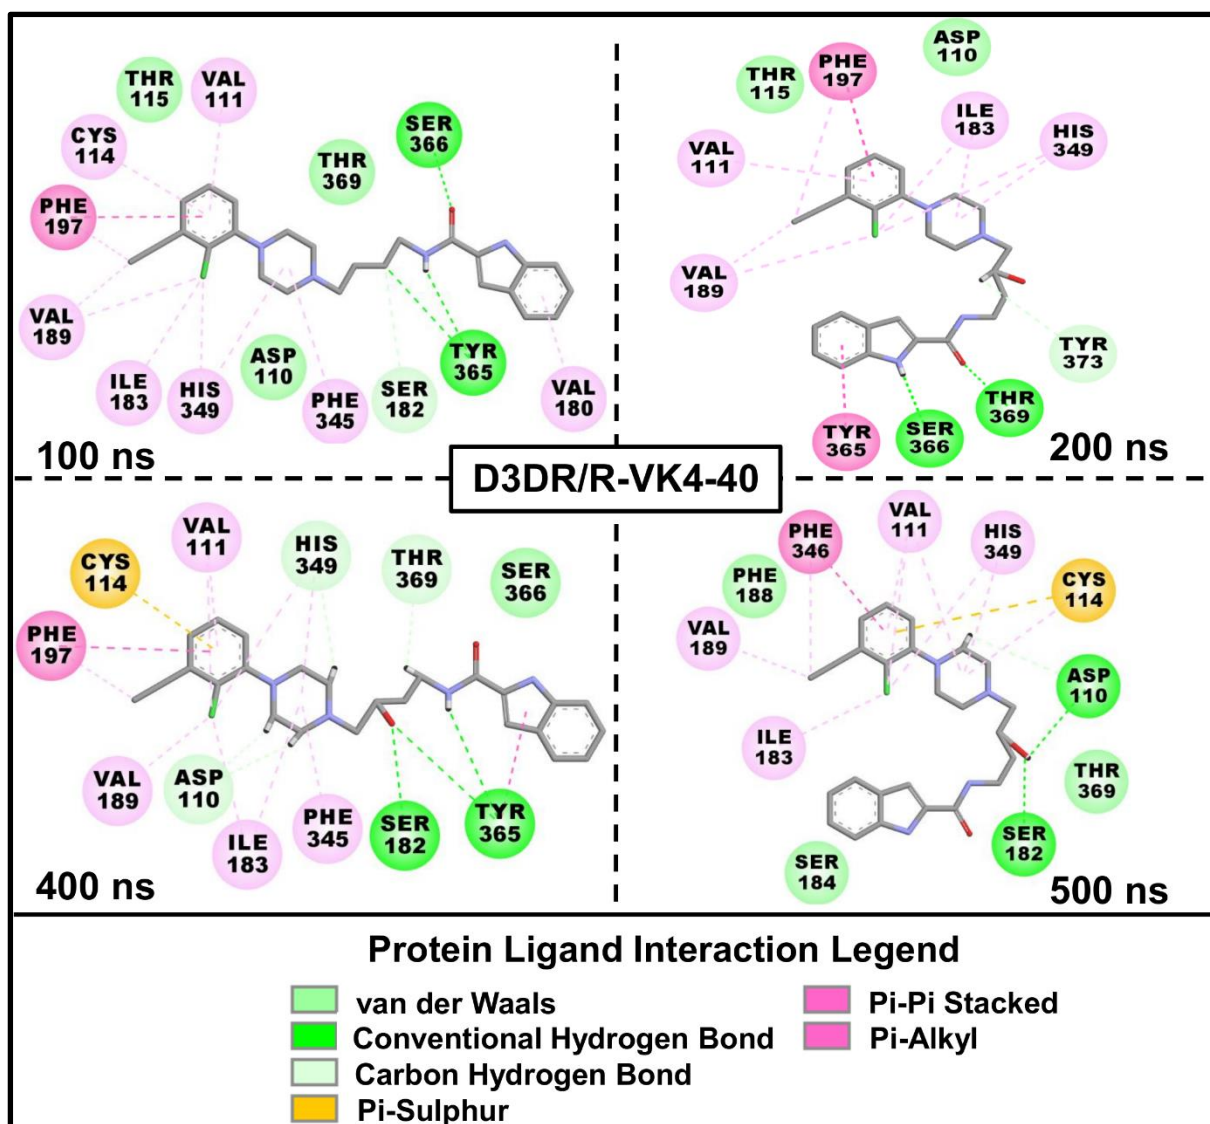 THR
115
VAL
111
CYS
114
SER
366
THR
369
PHE
197
VAL
189
ILE
183
HIS
349
ASP
110
PHE
345
SER
182
TYR
365
VAL
180
100 ns
THR
115
PHE
197
ASP
110
VAL
111
ILE
183
HIS
349
VAL
189
TYR
373
TYR
365
SER
366
THR
369
200 ns
D3DR/R-VK4-40
CYS
114
VAL
111
HIS
349
THR
369
SER
366
PHE
197
VAL
189
ASP
110
ILE
183
PHE
345
SER
182
TYR
365
400 ns
PHE
346
VAL
111
HIS
349
PHE
188
CYS
114
VAL
189
ASP
110
ILE
183
THR
369
SER
184
SER
182
500 ns
Protein Ligand Interaction Legend
van der Waals
Conventional Hydrogen Bond
Carbon Hydrogen Bond
Pi-Sulphur
Pi-Pi Stacked
Pi-Alkyl